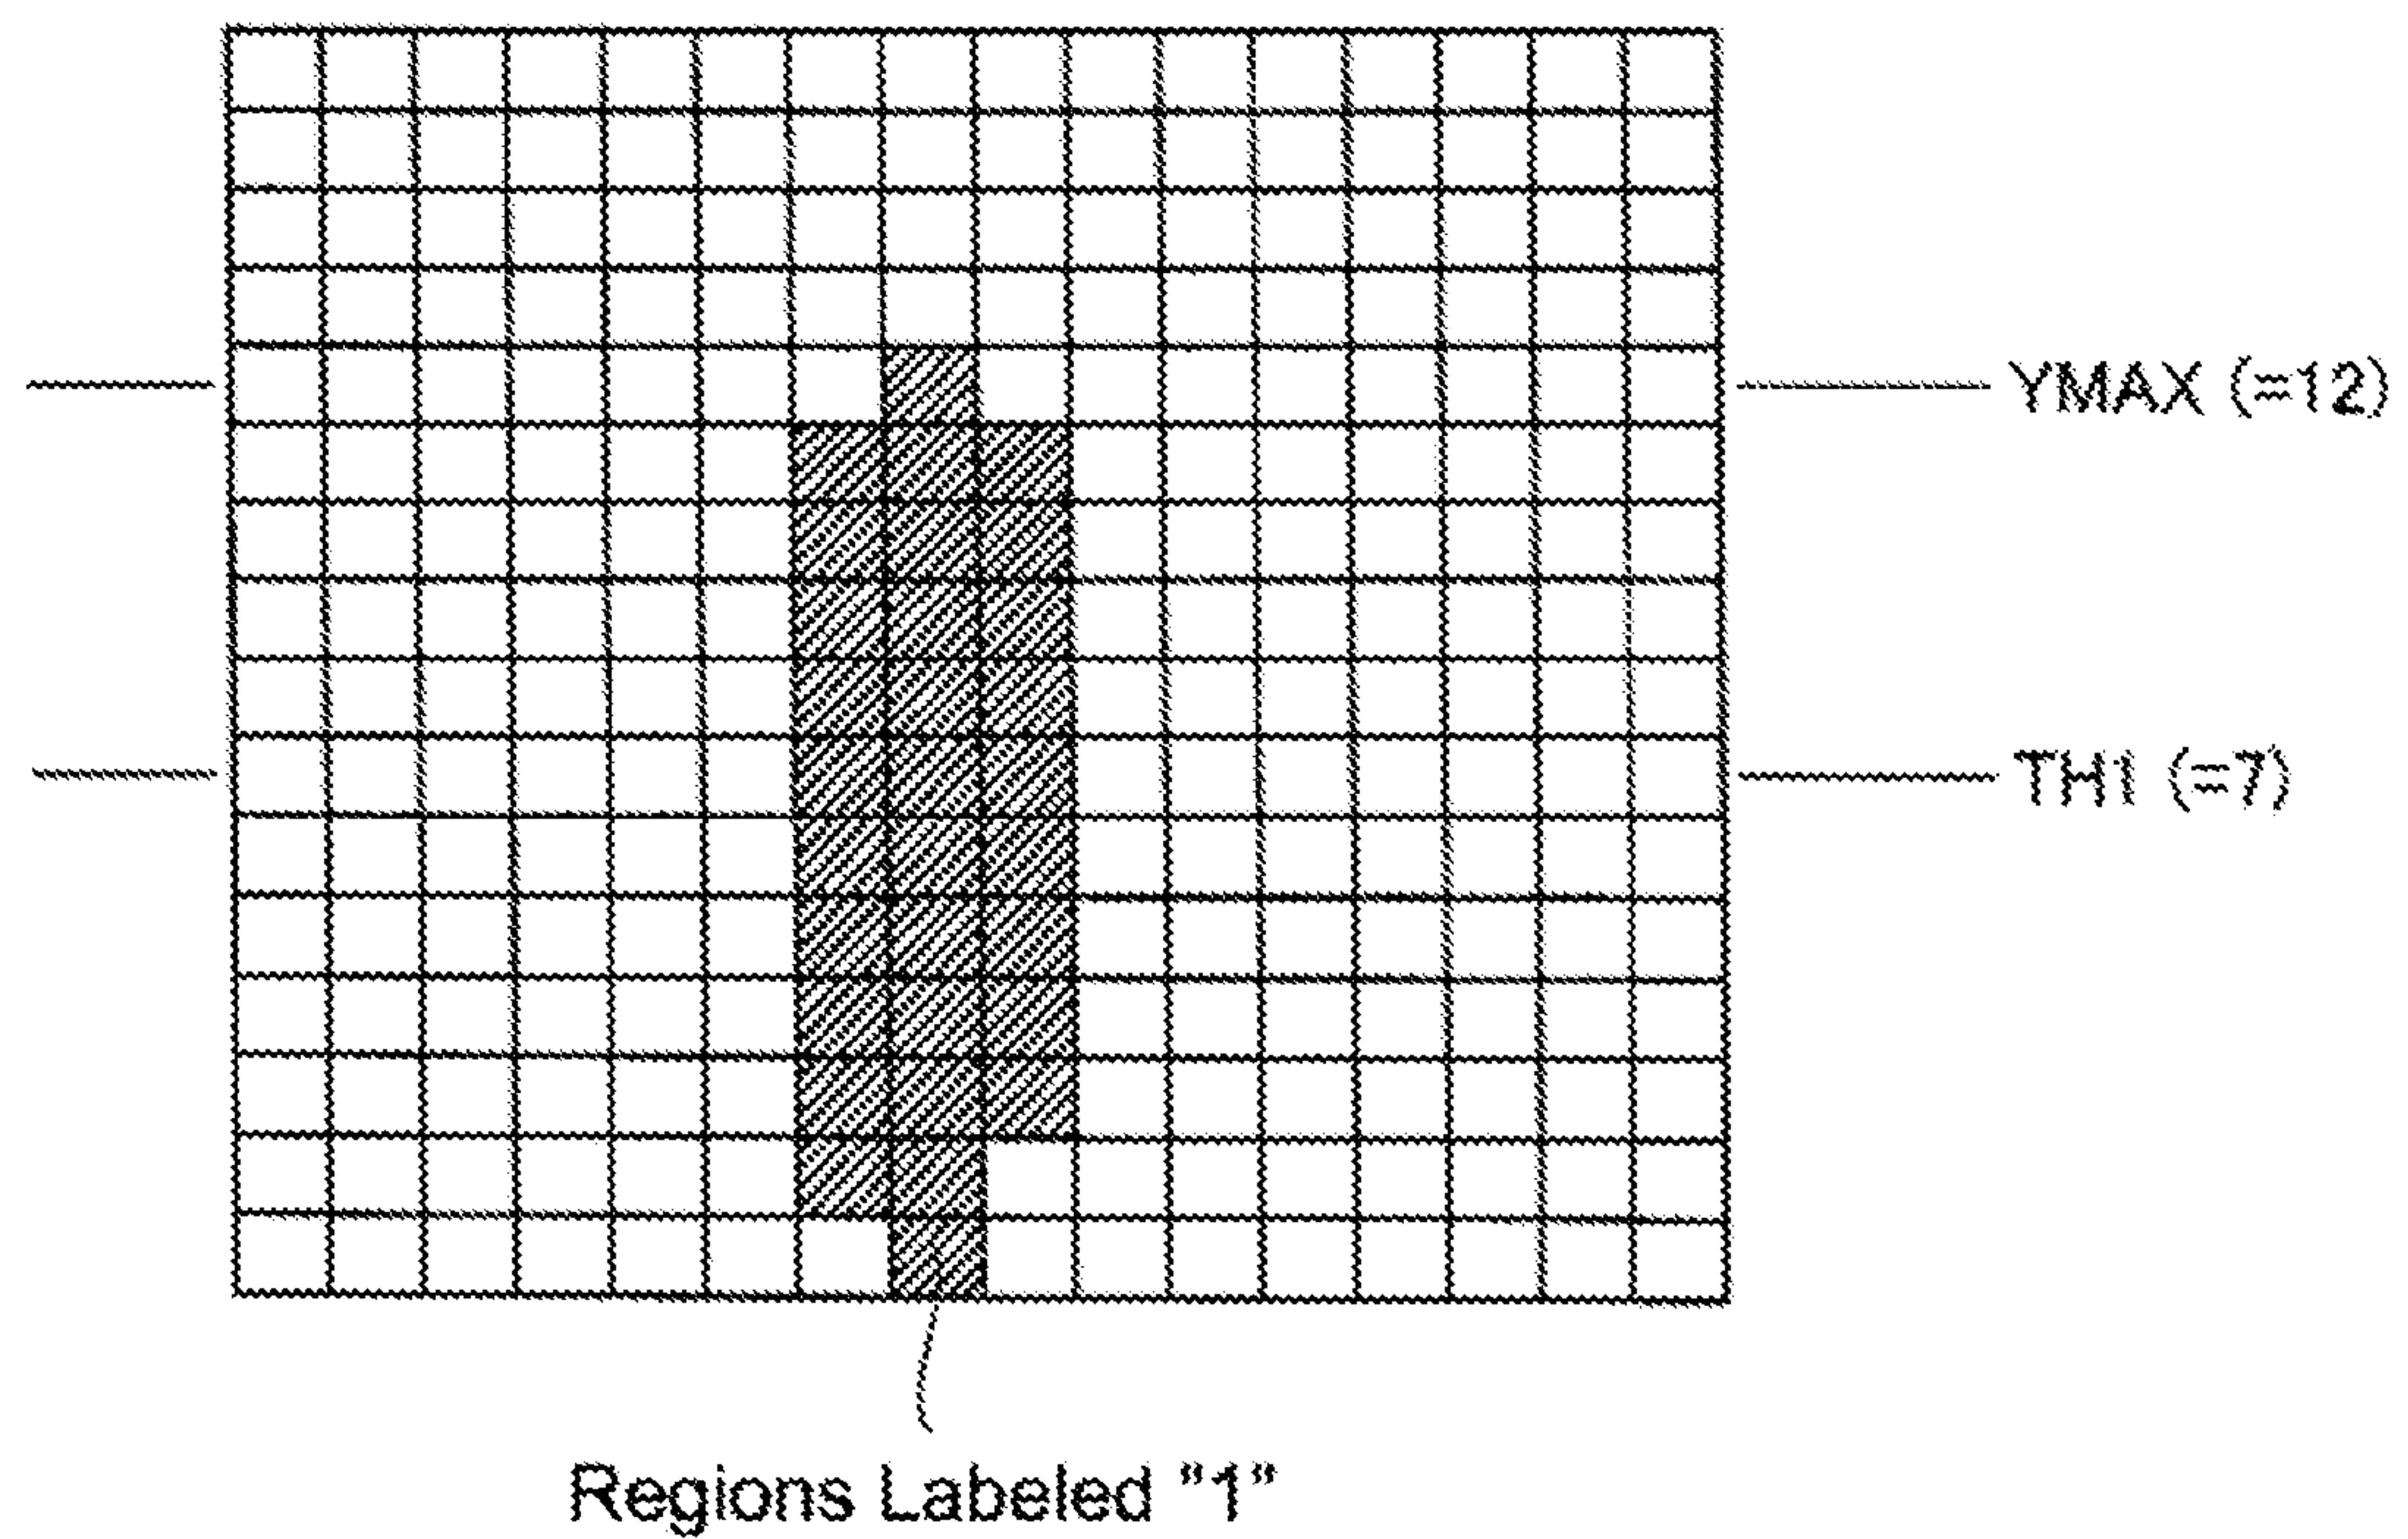 YMAX (=12)
TH1 (=7)
Regions Labeled "1"